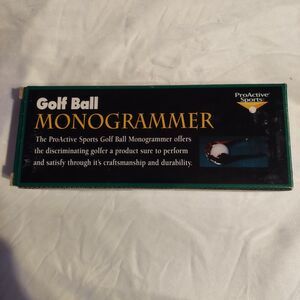 Golf Ball
MONOGRAMMER
ProActive
Sports
The ProActive Sports Golf Ball Monogrammer offers
the discriminating golfer a product sure to perform
and satisfy through it's craftsmanship and durability.